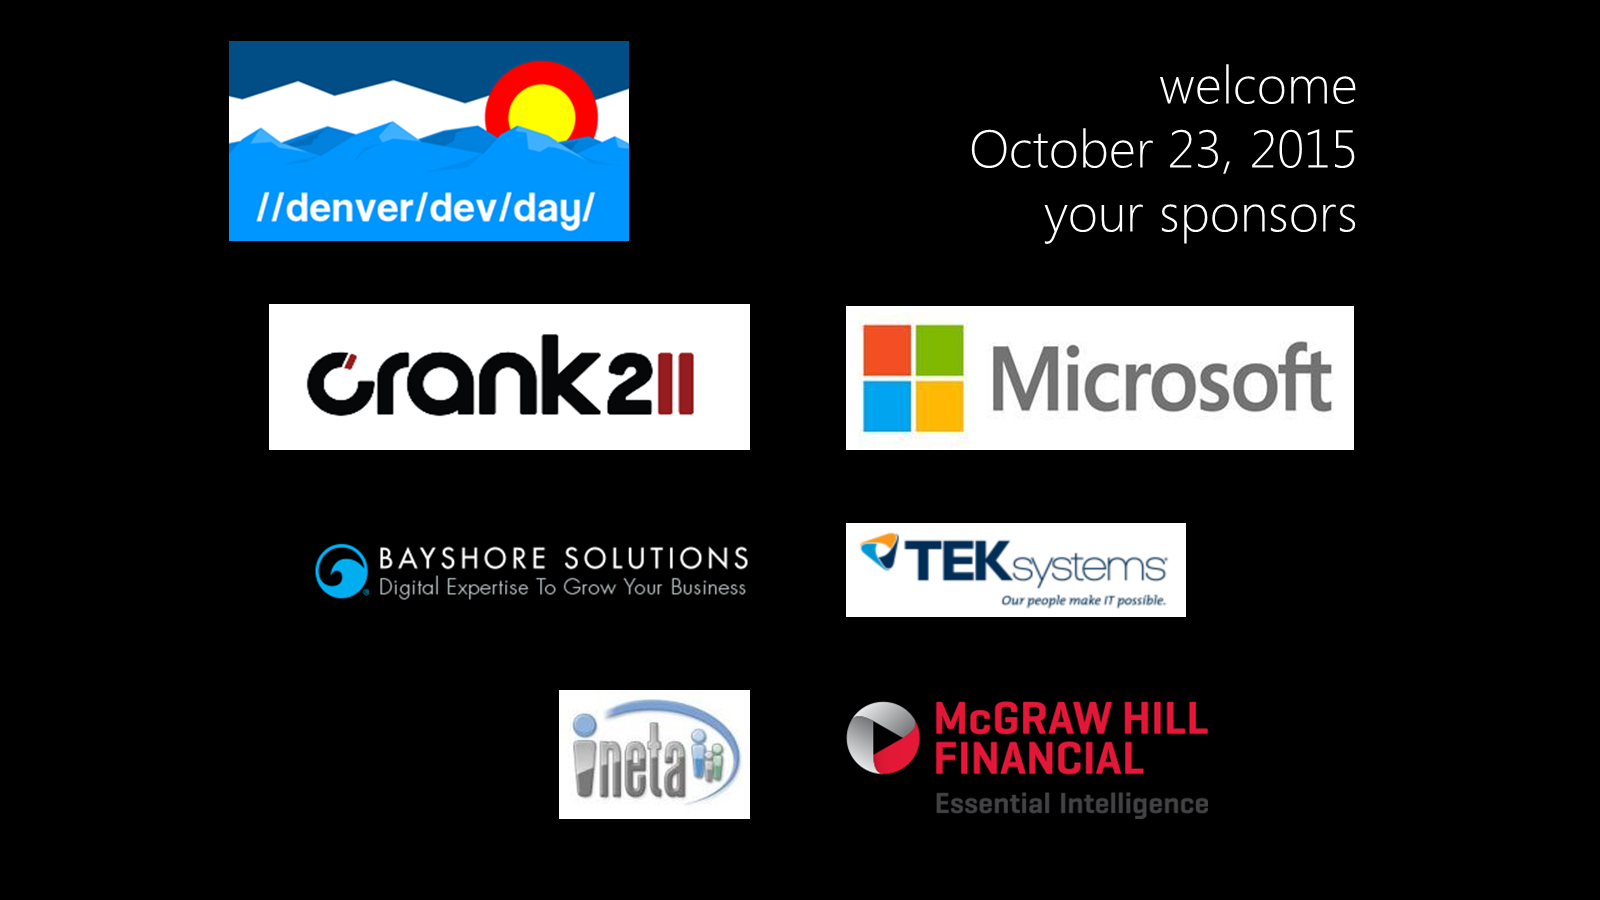 //denver/dev/day/
welcome
October 23, 2015
your sponsors
crank211
Microsoft
BAYSHORE SOLUTIONS
Digital Expertise To Grow Your Business
TEKsystems
Our people make IT possible.
ineta
McGRAW HILL
FINANCIAL
Essential Intelligence